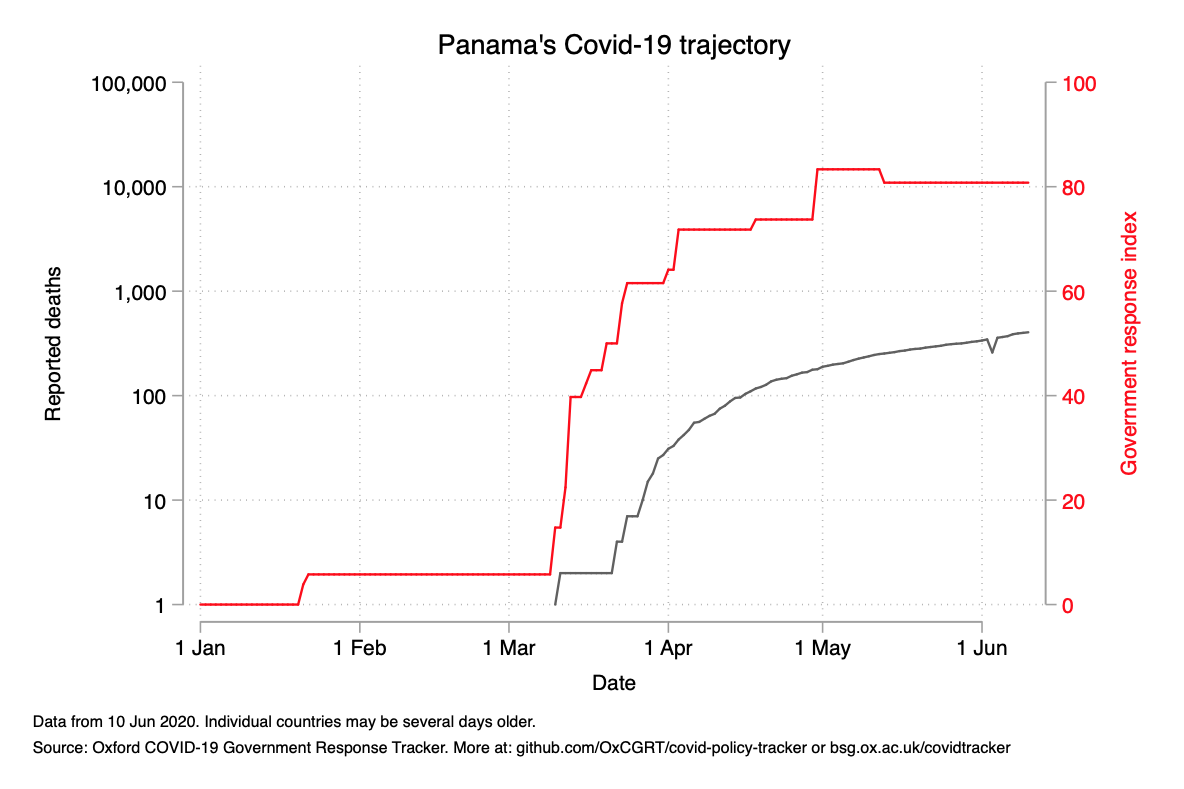 Panama's Covid-19 trajectory
100,000
10,000
1,000
100
10
1
Reported deaths
100
80
60
40
20
0
Government response index
1 Jan
1 Feb
1 Mar
1 Apr
1 May
1 Jun
Date
Data from 10 Jun 2020. Individual countries may be several days older.
Source: Oxford COVID-19 Government Response Tracker. More at: github.com/OxCGRT/covid-policy-tracker or bsg.ox.ac.uk/covidtracker